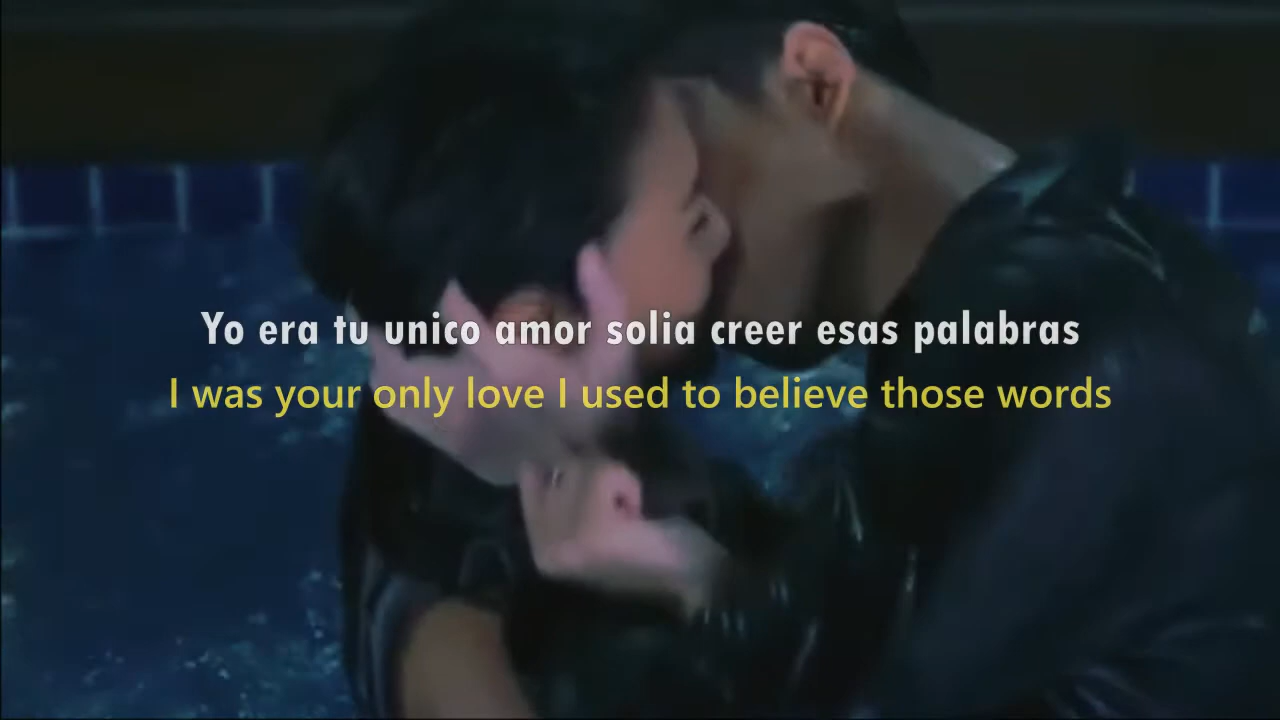 Yo era tu unico amor solia creer esas palabras
I was your only love I used to believe those words